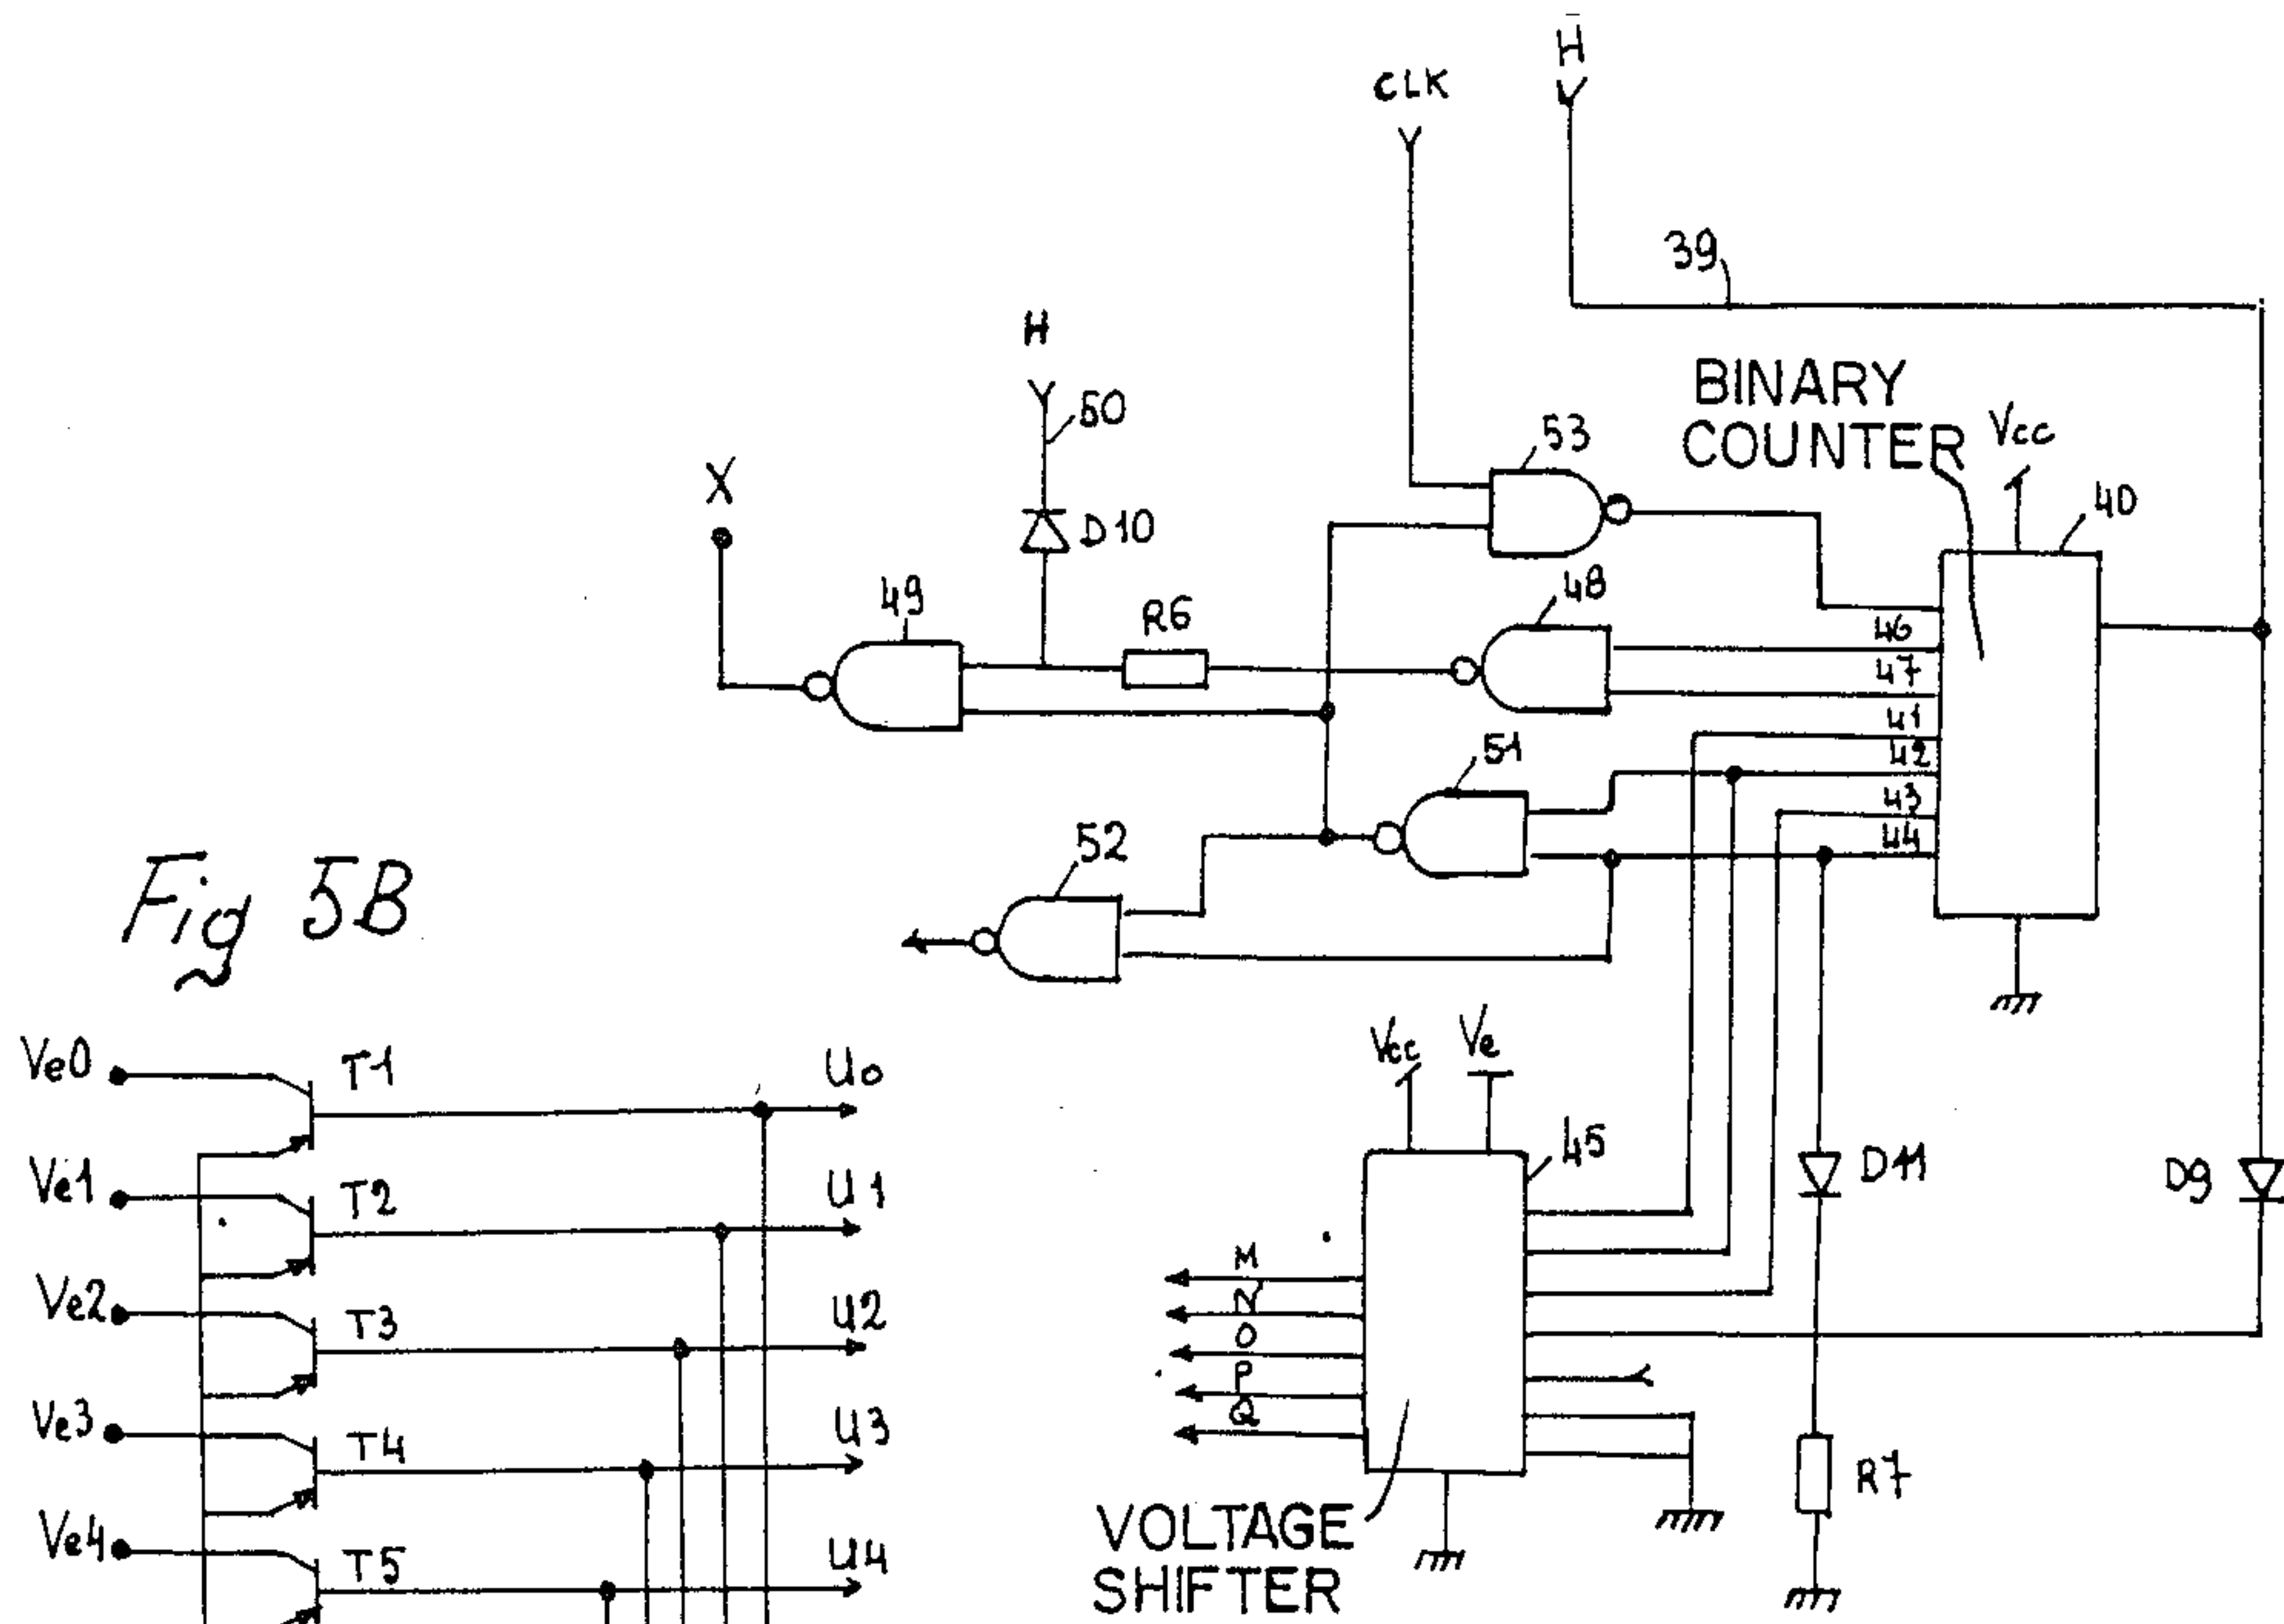 H̅
CLK
39
H
50
BINARY
COUNTER
Vcc
53
X
D10
40
48
49
R6
46
47
41
42
51
43
44
52
Fig 5B
Vcc
Ve
Ve0
T1
U0
45
D11
D9
Ve1
T2
U1
M
N
Ve2
T3
U2
O
P
Q
Ve3
T4
U3
R7
Ve4
T5
U4
VOLTAGE
SHIFTER